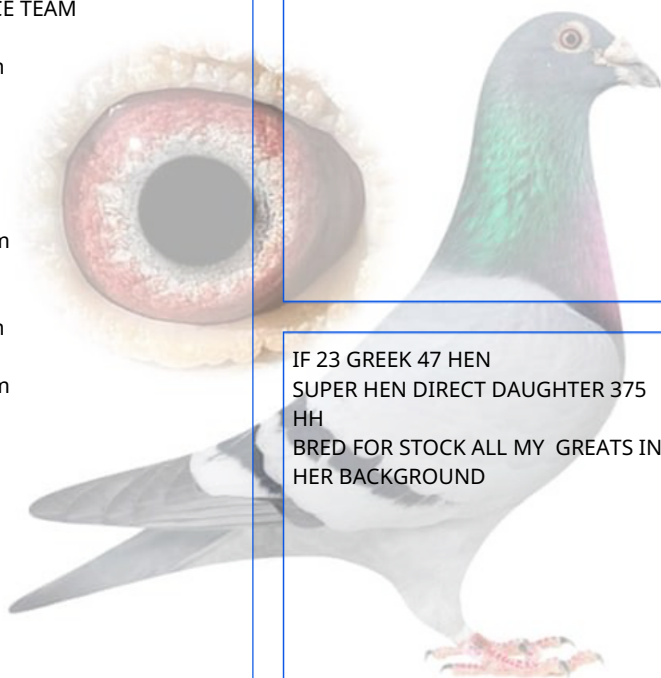 TEAM
IF 23 GREEK 47 HEN
SUPER HEN DIRECT DAUGHTER 375
HH
BRED FOR STOCK ALL MY GREATS IN
HER BACKGROUND